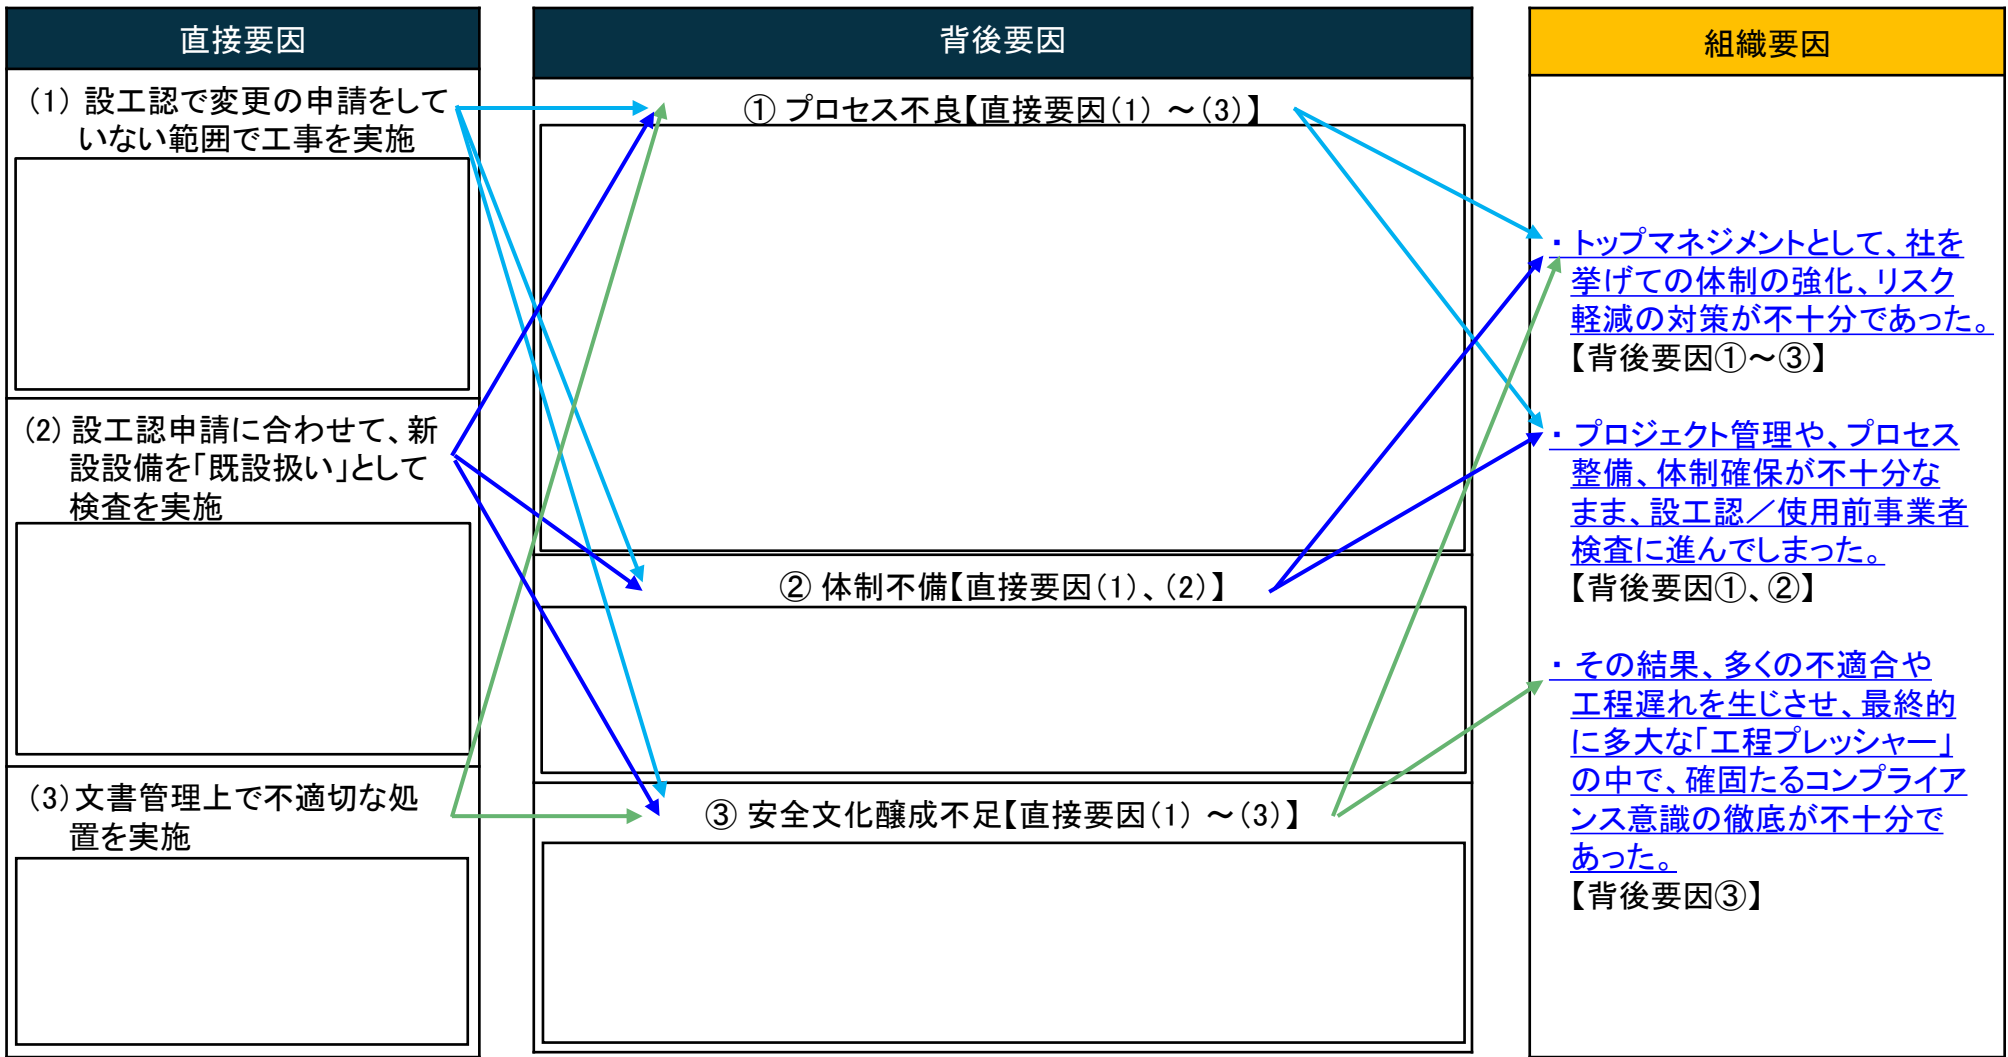 直接要因
(1) 設工認で変更の申請をして
いない範囲で工事を実施
(2) 設工認申請に合わせて、新
設設備を「既設扱い」として
検査を実施
(3)文書管理上で不適切な処
置を実施
背後要因
① プロセス不良【直接要因(1) ～(3)】
② 体制不備【直接要因(1)、(2)】
③ 安全文化醸成不足【直接要因(1) ～(3)】
組織要因
・トップマネジメントとして、社を
挙げての体制の強化、リスク
軽減の対策が不十分であった。
【背後要因①～③】
・プロジェクト管理や、プロセス
整備、体制確保が不十分な
まま、設工認／使用前事業者
検査に進んでしまった。
【背後要因①、②】
・その結果、多くの不適合や
工程遅れを生じさせ、最終的
に多大な「工程プレッシャー」
の中で、確固たるコンプライア
ンス意識の徹底が不十分で
あった。
【背後要因③】